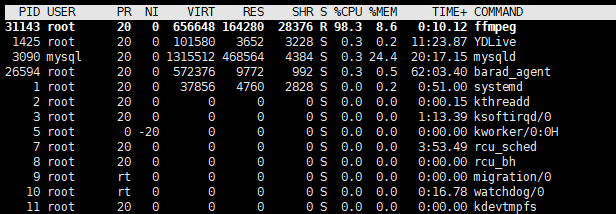 PID USER PR NI VIRT RES SHR S %CPU %MEM TIME+ COMMAND
31143 root 20 0 656648 164280 28376 R 98.3 8.6 0:10.12 ffmpeg
1425 root 20 0 101580 3652 3228 S 0.3 0.2 11:23.87 YDLive
3090 mysql 20 0 1315512 468564 4384 S 0.3 24.4 20:17.15 mysqld
26594 root 20 0 572376 9772 992 S 0.3 0.5 62:03.40 barad_agent
1 root 20 0 37856 4760 2828 S 0.0 0.2 0:51.00 systemd
2 root 20 0 0 0 0 S 0.0 0.0 0:00.15 kthreadd
3 root 20 0 0 0 0 S 0.0 0.0 1:13.39 ksoftirqd/0
5 root 0 -20 0 0 0 S 0.0 0.0 0:00.00 kworker/0:0H
7 root 20 0 0 0 0 S 0.0 0.0 3:53.49 rcu_sched
8 root 20 0 0 0 0 S 0.0 0.0 0:00.00 rcu_bh
9 root rt 0 0 0 0 S 0.0 0.0 0:00.00 migration/0
10 root rt 0 0 0 0 S 0.0 0.0 0:16.78 watchdog/0
11 root 20 0 0 0 0 S 0.0 0.0 0:00.00 kdevtmpfs